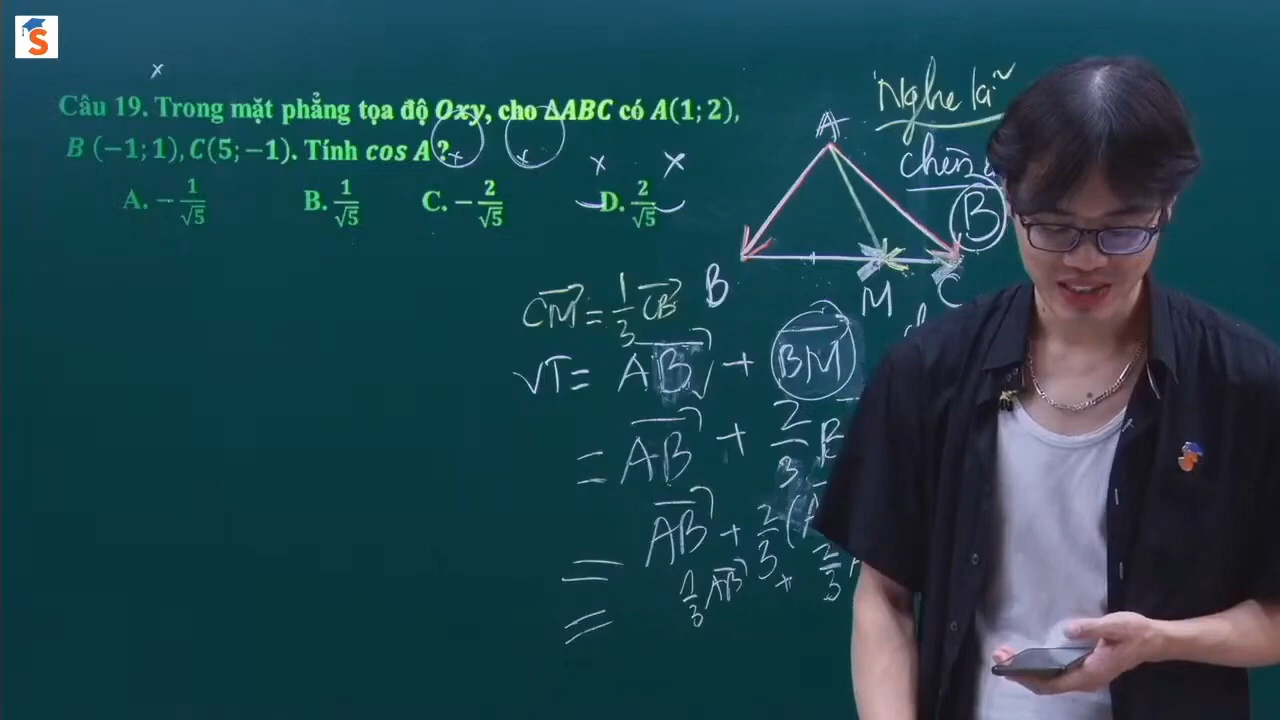 S
Câu 19. Trong mặt phẳng tọa độ Oxy, cho ΔABC có A(1; 2),
B (−1; 1), C(5; −1). Tính cos A ?
A. −1/√5 B. 1/√5 C. −2/√5 D. 2/√5
Nghe lại
A
B
B M C
CM = 1/3 CB
VT = AB + BM
= AB + 2/3
= AB + 2/3 (
= 1/3 AB + 2/3